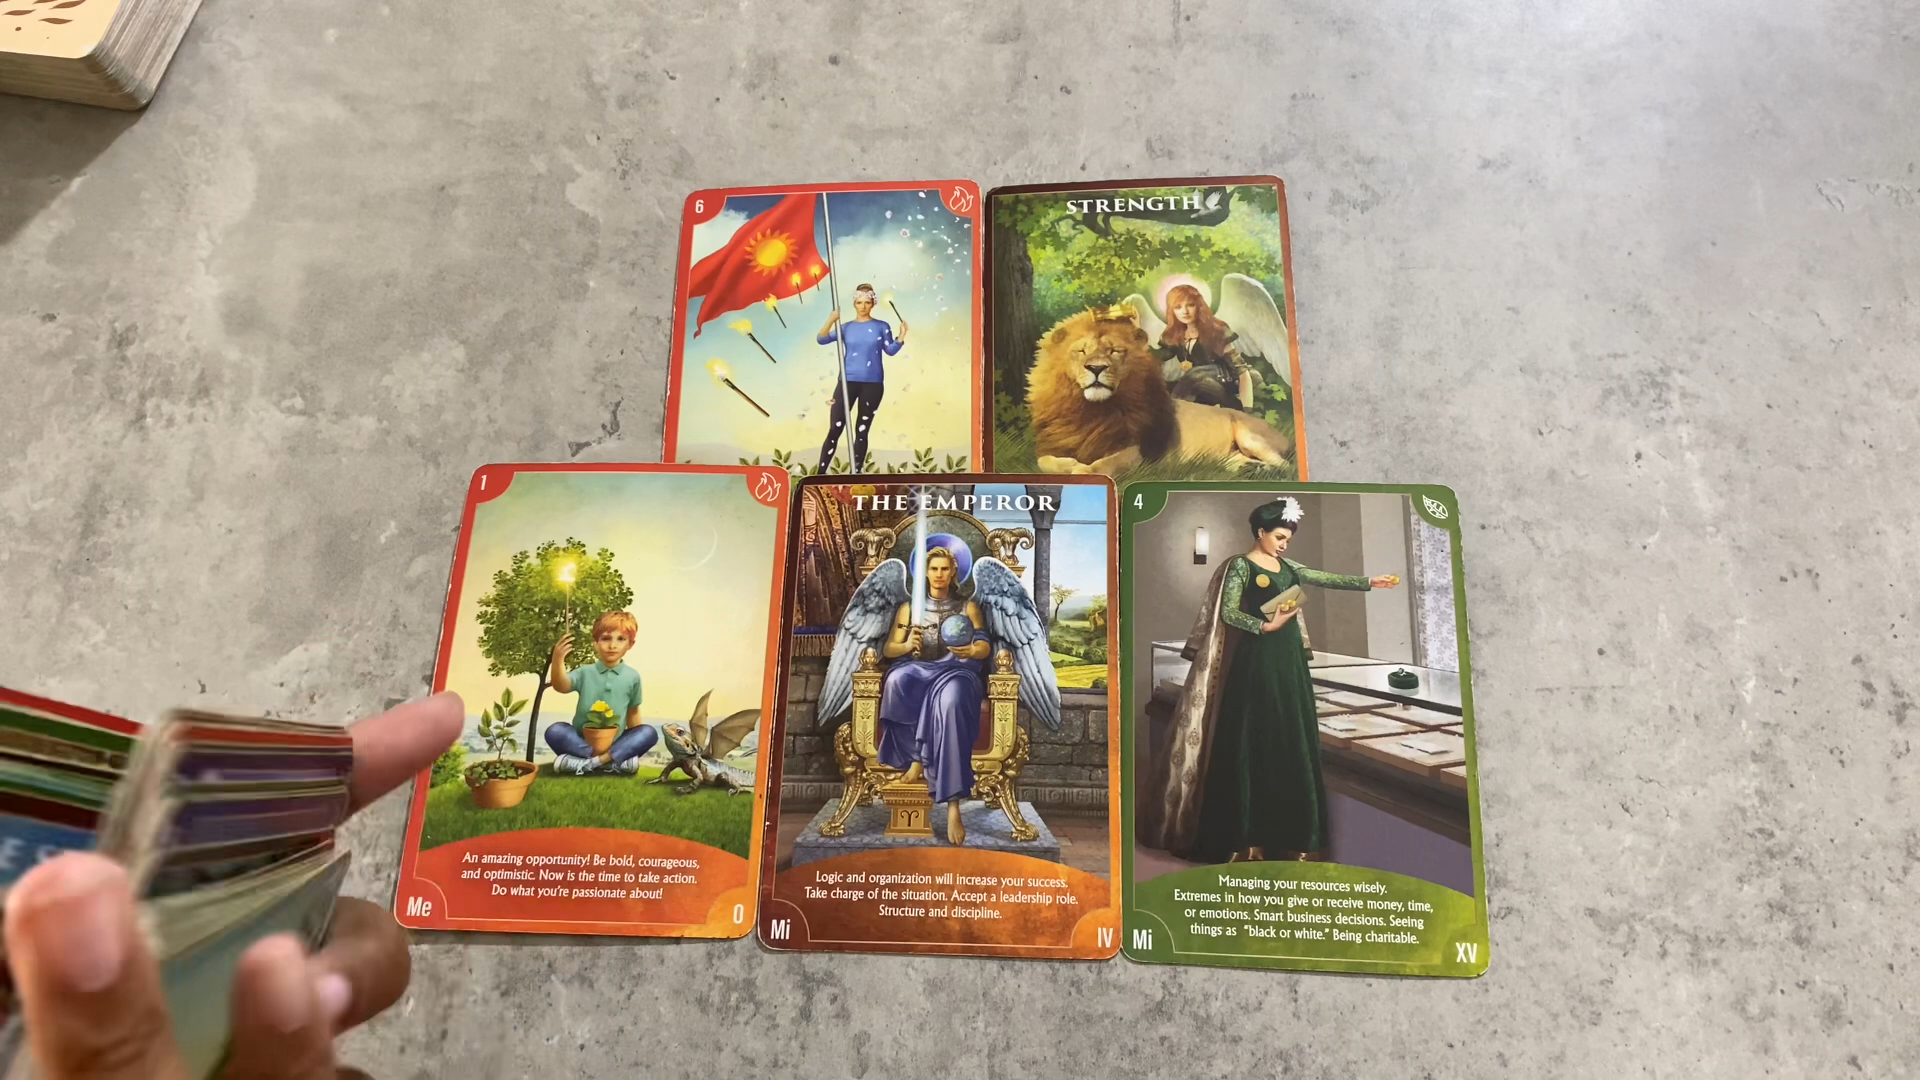 6
STRENGTH
1
An amazing opportunity! Be bold, courageous,
and optimistic. Now is the time to take action.
Do what you're passionate about!
Me
0
THE EMPEROR
Logic and organization will increase your success.
Take charge of the situation. Accept a leadership role.
Structure and discipline.
Mi
IV
4
Managing your resources wisely.
Extremes in how you give or receive money, time,
or emotions. Smart business decisions. Seeing
things as "black or white." Being charitable.
Mi
XV